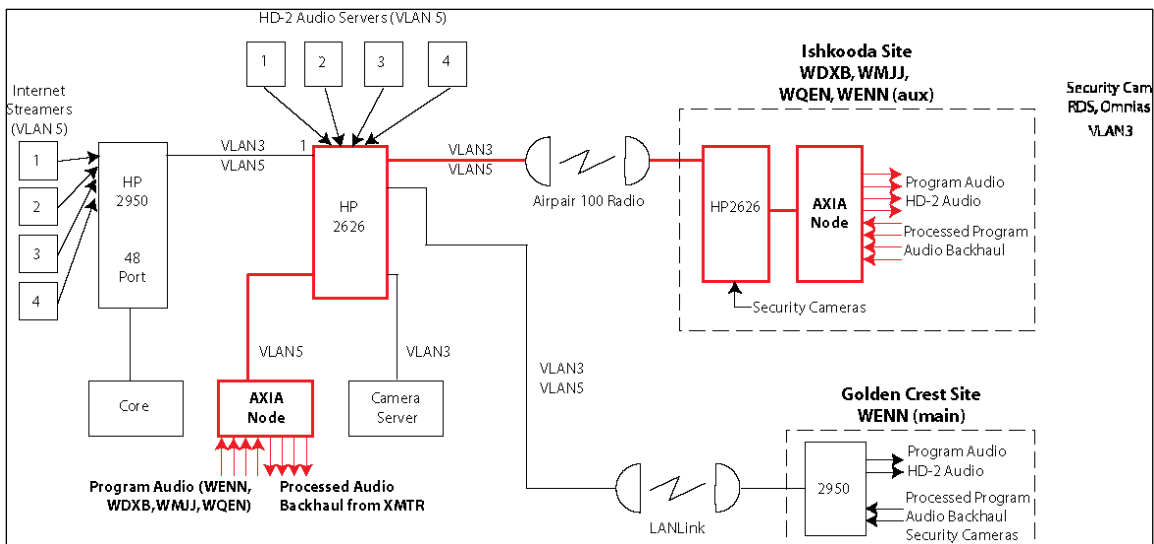 HD-2 Audio Servers (VLAN 5)
1
2
3
4
Internet
Streamers
(VLAN 5)
1
2
3
4
HP
2950
48
Port
VLAN3
VLAN5
1
HP
2626
VLAN3
VLAN5
Airpair 100 Radio
Ishkooda Site
WDXB, WMJJ,
WQEN, WENN (aux)
HP2626
AXIA
Node
Program Audio
HD-2 Audio
Processed Program
Audio Backhaul
Security Cameras
Security Cam
RDS, Omnias
VLAN3
Core
VLAN5
AXIA
Node
VLAN3
Camera
Server
Program Audio (WENN,
WDXB, WMJJ, WQEN)
Processed Audio
Backhaul from XMTR
VLAN3
VLAN5
LANLink
Golden Crest Site
WENN (main)
2950
Program Audio
HD-2 Audio
Processed Program
Audio Backhaul
Security Cameras